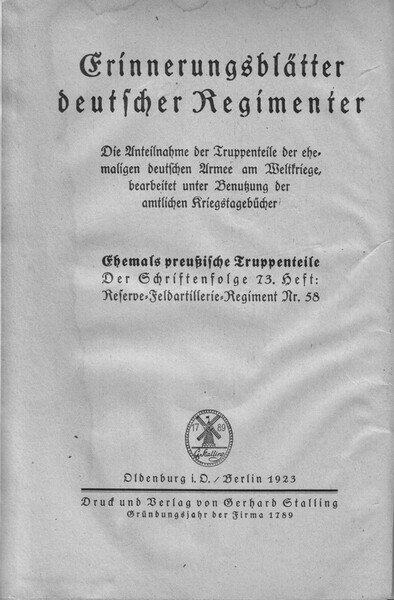 Erinnerungsblätter
deutscher Regimenter
Die Anteilnahme der Truppenteile der ehe-
maligen deutschen Armee am Weltkriege,
bearbeitet unter Benutzung der
amtlichen Kriegstagebücher
Ehemals preußische Truppenteile
Der Schriftenfolge 73. Heft:
Reserve-Feldartillerie-Regiment Nr. 58
17 89
G. Stalling
Oldenburg i. O. / Berlin 1923
Druck und Verlag von Gerhard Stalling
Gründungsjahr der Firma 1789